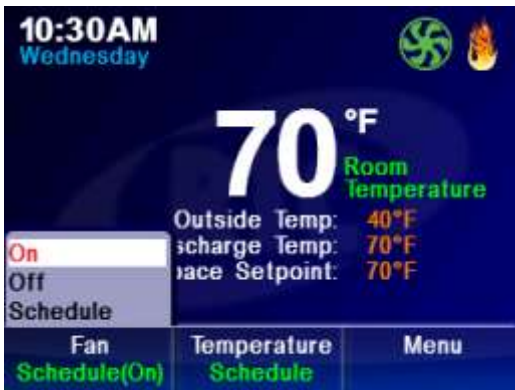 10:30AM
Wednesday
70 °F
Room
Temperature
Outside Temp: 40°F
scharge Temp: 70°F
ace Setpoint: 70°F
On
Off
Schedule
Fan
Schedule(On)
Temperature
Schedule
Menu